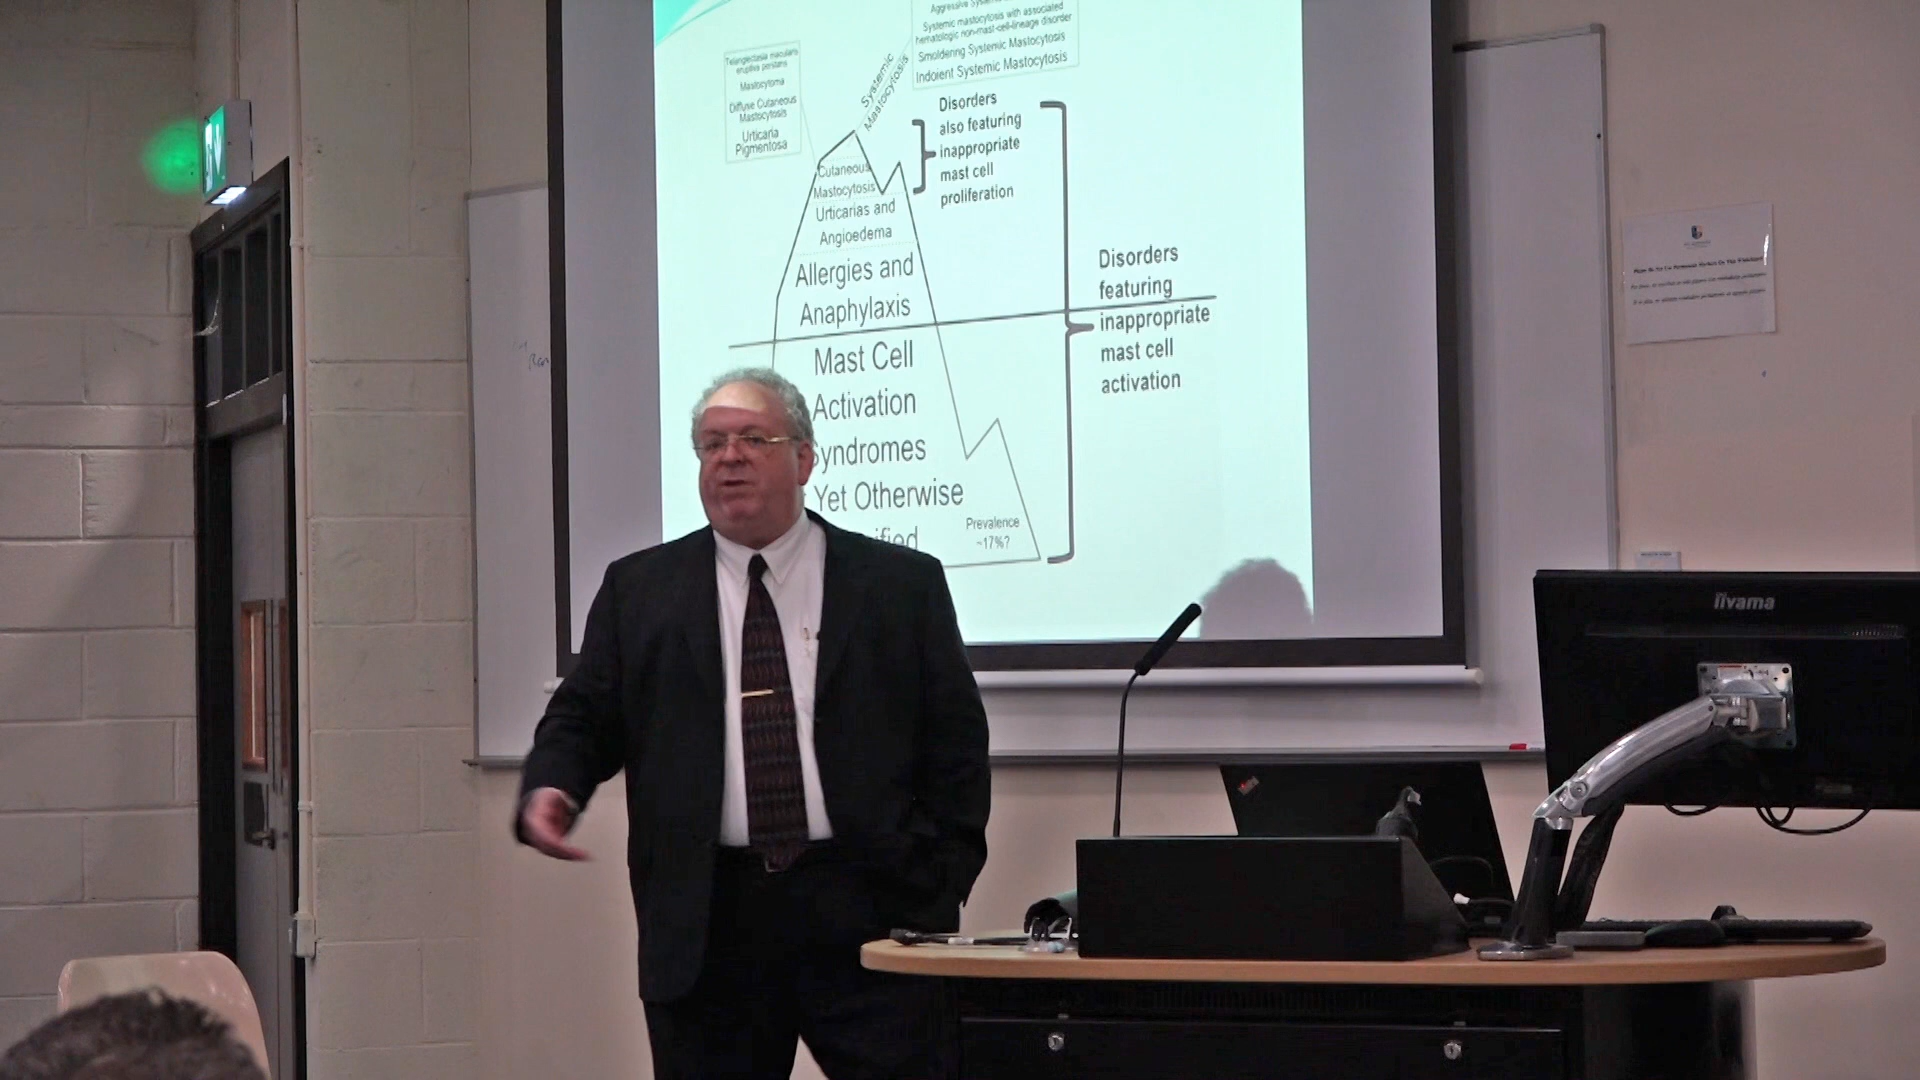 Aggressive
Systemic mastocytosis with associated
hematologic non-mast-cell-lineage disorder
Smoldering Systemic Mastocytosis
Indolent Systemic Mastocytosis
Telangiectasia macularis
eruptiva perstans
Mastocytoma
Diffuse Cutaneous
Mastocytosis
Urticaria
Pigmentosa
Systemic
Mastocytosis
Disorders
also featuring
inappropriate
mast cell
proliferation
Cutaneous
Mastocytosis
Urticarias and
Angioedema
Allergies and
Anaphylaxis
Disorders
featuring
inappropriate
mast cell
activation
Mast Cell
Activation
Syndromes
Yet Otherwise
Prevalence
~17%?
iiyama